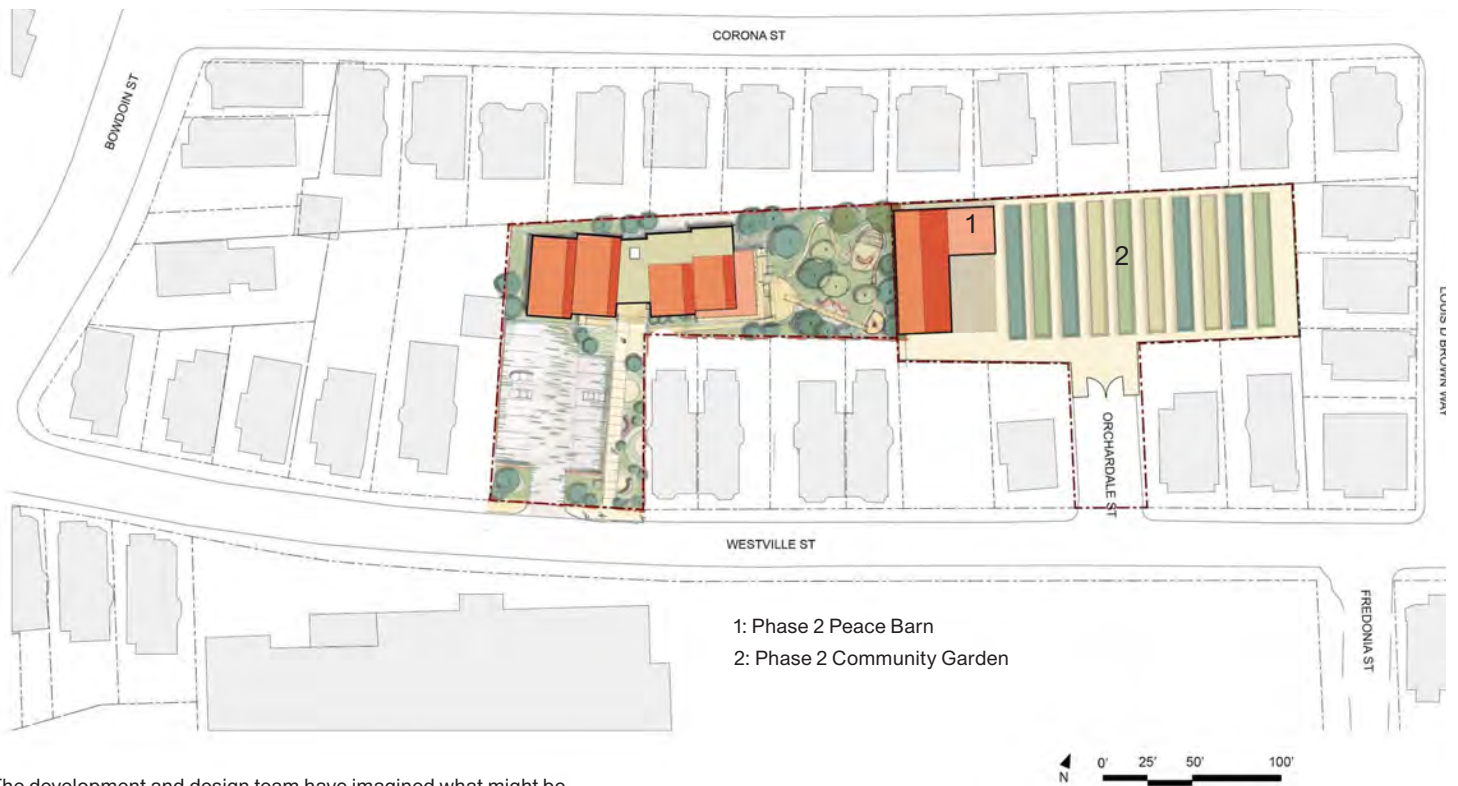 CORONA ST
BOWDOIN ST
1
2
LOUIS D BROWN WAY
ORCHARDALE ST
WESTVILLE ST
FREDONIA ST
1: Phase 2 Peace Barn
2: Phase 2 Community Garden
N
0' 25' 50' 100'
The development and design team have imagined what might be